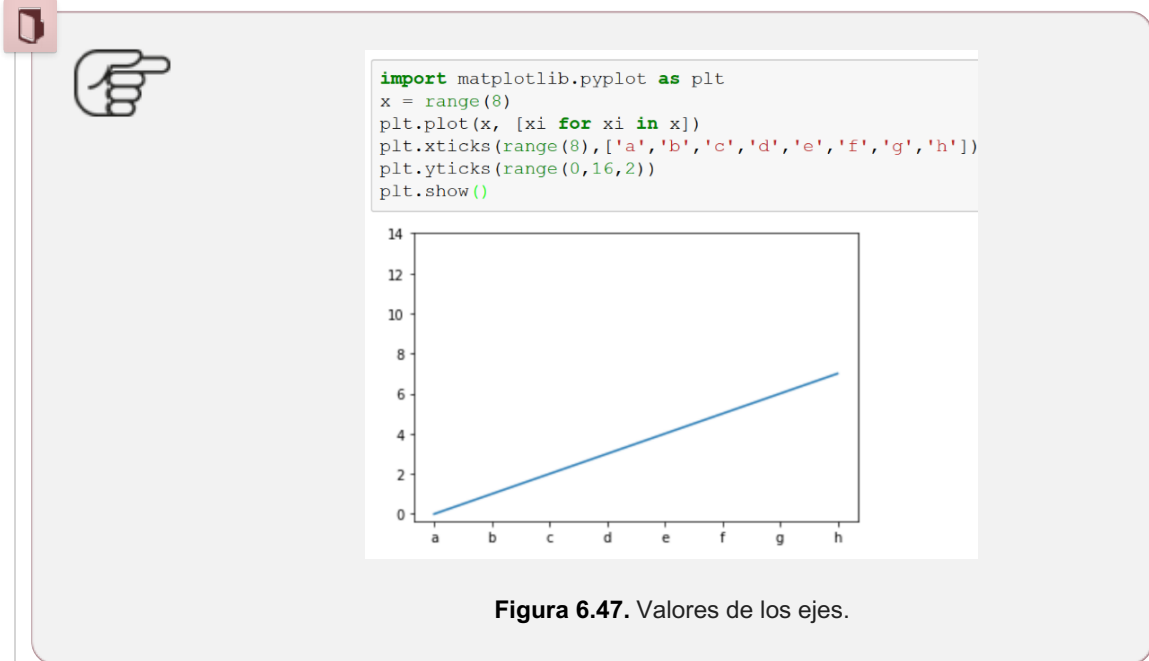 import matplotlib.pyplot as plt
x = range(8)
plt.plot(x, [xi for xi in x])
plt.xticks(range(8),['a','b','c','d','e','f','g','h'])
plt.yticks(range(0,16,2))
plt.show()
14
12
10
8
6
4
2
0
a b c d e f g h
Figura 6.47. Valores de los ejes.